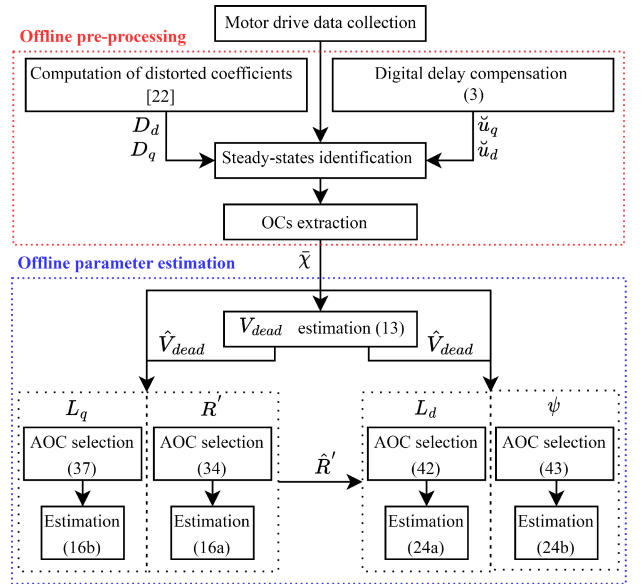 Motor drive data collection
Offline pre-processing
Computation of distorted coefficients
[22]
Digital delay compensation
(3)
D_d
D_q
ŭ_q
ŭ_d
Steady-states identification
OCs extraction
Offline parameter estimation
χ̄
V_dead estimation (13)
V̂_dead
V̂_dead
L_q
R′
L_d
ψ
AOC selection
(37)
AOC selection
(34)
R̂′
AOC selection
(42)
AOC selection
(43)
Estimation
(16b)
Estimation
(16a)
Estimation
(24a)
Estimation
(24b)